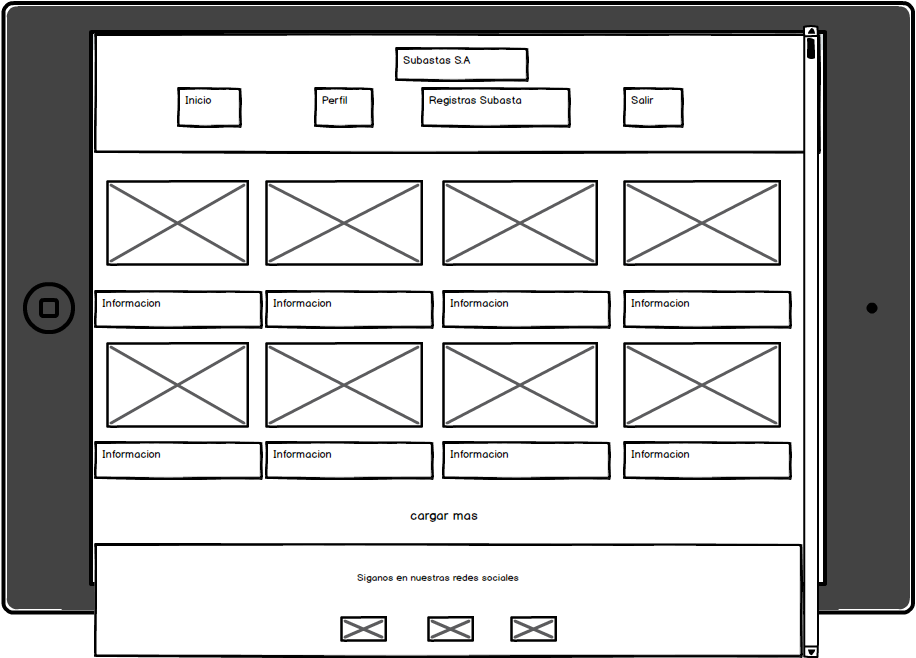 Subastas S.A
Inicio
Perfil
Registras Subasta
Salir
Informacion
Informacion
Informacion
Informacion
Informacion
Informacion
Informacion
Informacion
cargar mas
Siganos en nuestras redes sociales